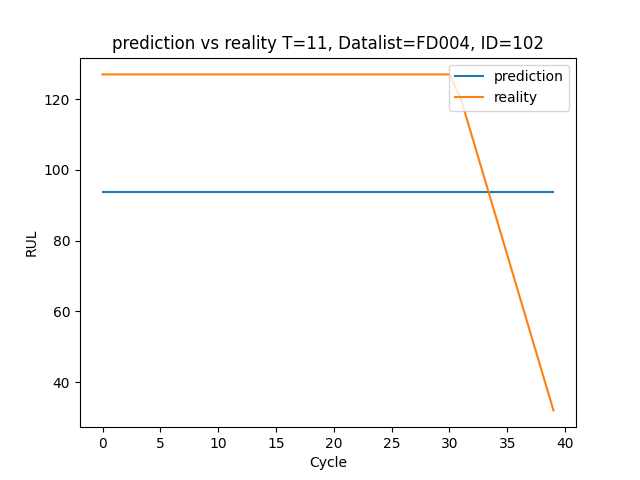 prediction vs reality T=11, Datalist=FD004, ID=102
prediction
reality
RUL
120
100
80
60
40
0 5 10 15 20 25 30 35 40
Cycle